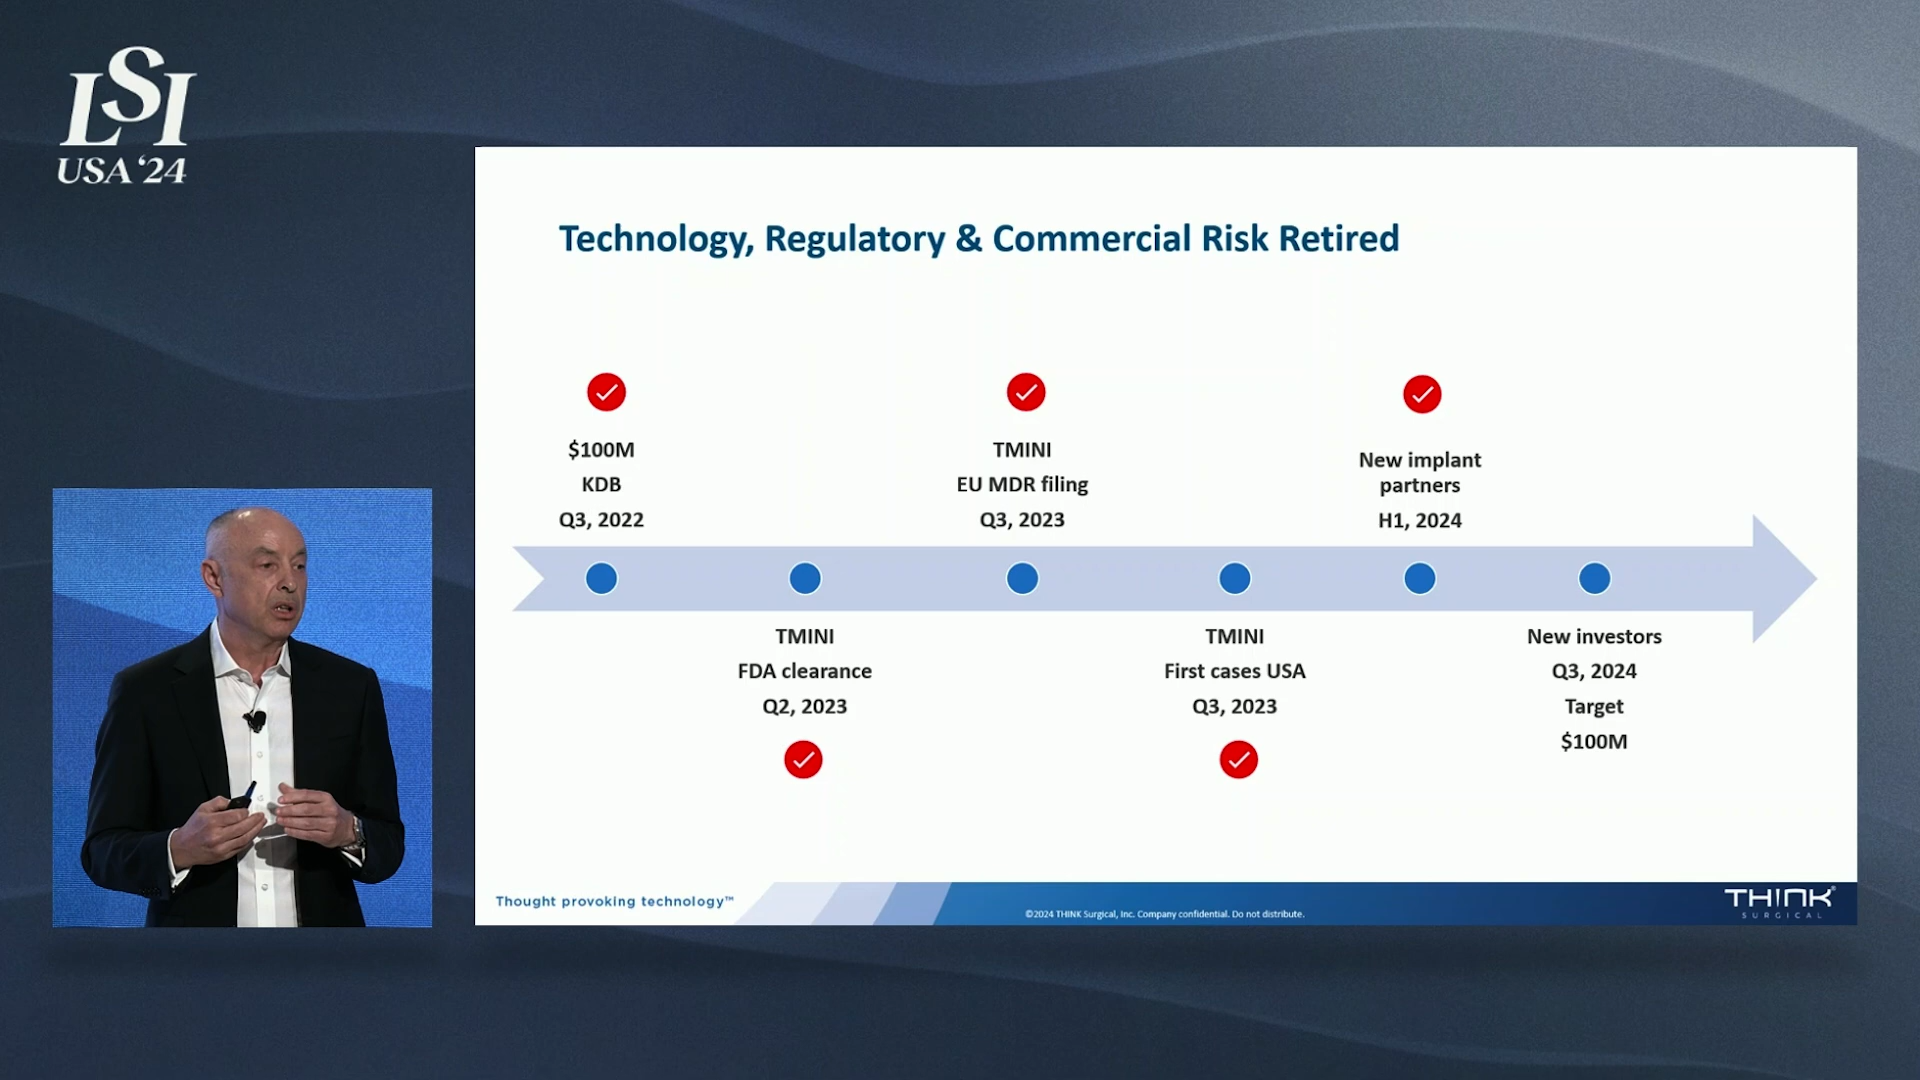 LSI
USA '24
Technology, Regulatory & Commercial Risk Retired
$100M
KDB
Q3, 2022
TMINI
EU MDR filing
Q3, 2023
New implant
partners
H1, 2024
TMINI
FDA clearance
Q2, 2023
TMINI
First cases USA
Q3, 2023
New investors
Q3, 2024
Target
$100M
Thought provoking technology™
©2024 THINK Surgical, Inc. Company confidential. Do not distribute.
THINK®
SURGICAL